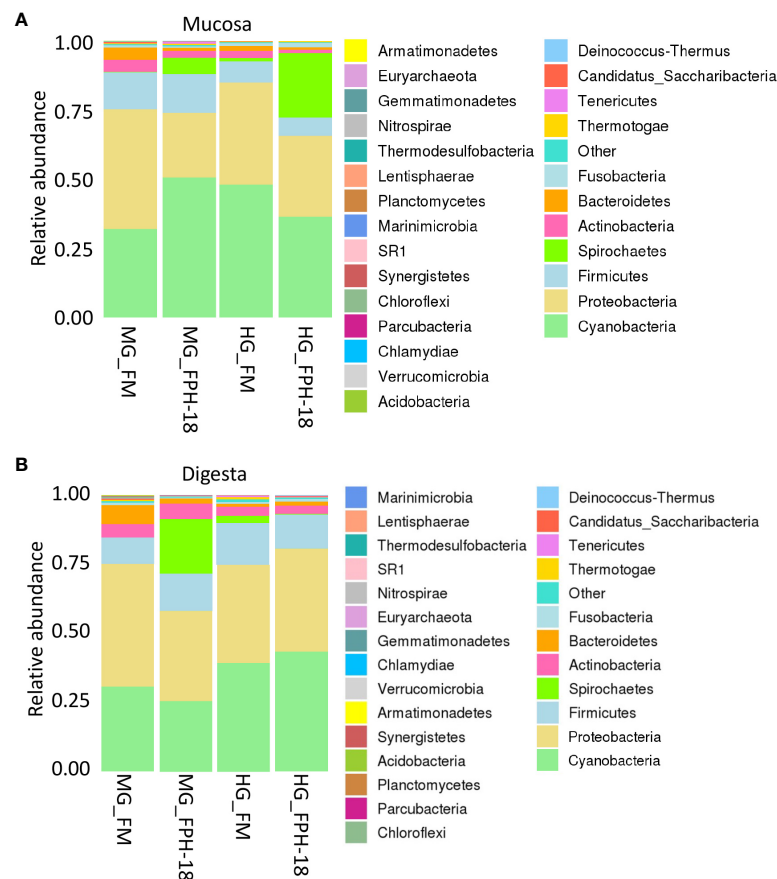 A
Mucosa
Relative abundance
1.00
0.75
0.50
0.25
0.00
MG_FM
MG_FPH-18
HG_FM
HG_FPH-18
Armatimonadetes
Euryarchaeota
Gemmatimonadetes
Nitrospirae
Thermodesulfobacteria
Lentisphaerae
Planctomycetes
Marinimicrobia
SR1
Synergistetes
Chloroflexi
Parcubacteria
Chlamydiae
Verrucomicrobia
Acidobacteria
Deinococcus-Thermus
Candidatus_Saccharibacteria
Tenericutes
Thermotogae
Other
Fusobacteria
Bacteroidetes
Actinobacteria
Spirochaetes
Firmicutes
Proteobacteria
Cyanobacteria
B
Digesta
Relative abundance
1.00
0.75
0.50
0.25
0.00
MG_FM
MG_FPH-18
HG_FM
HG_FPH-18
Marinimicrobia
Lentisphaerae
Thermodesulfobacteria
SR1
Nitrospirae
Euryarchaeota
Gemmatimonadetes
Chlamydiae
Verrucomicrobia
Armatimonadetes
Synergistetes
Acidobacteria
Planctomycetes
Parcubacteria
Chloroflexi
Deinococcus-Thermus
Candidatus_Saccharibacteria
Tenericutes
Thermotogae
Other
Fusobacteria
Bacteroidetes
Actinobacteria
Spirochaetes
Firmicutes
Proteobacteria
Cyanobacteria